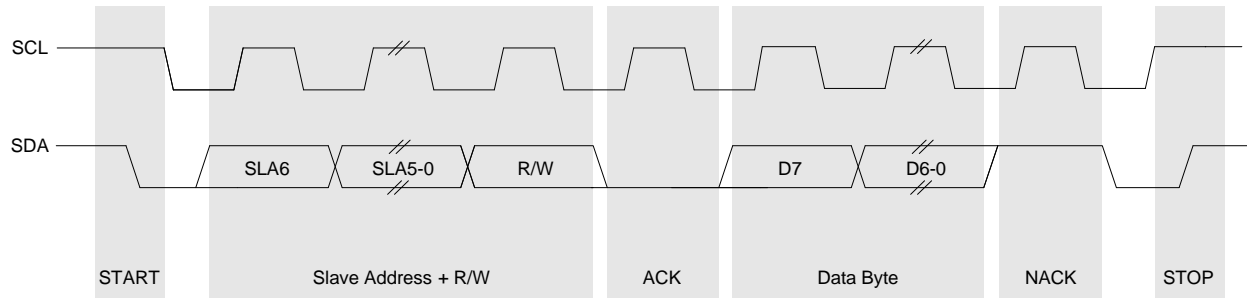 SCL
SDA
SLA6 SLA5-0 R/W D7 D6-0
START Slave Address + R/W ACK Data Byte NACK STOP